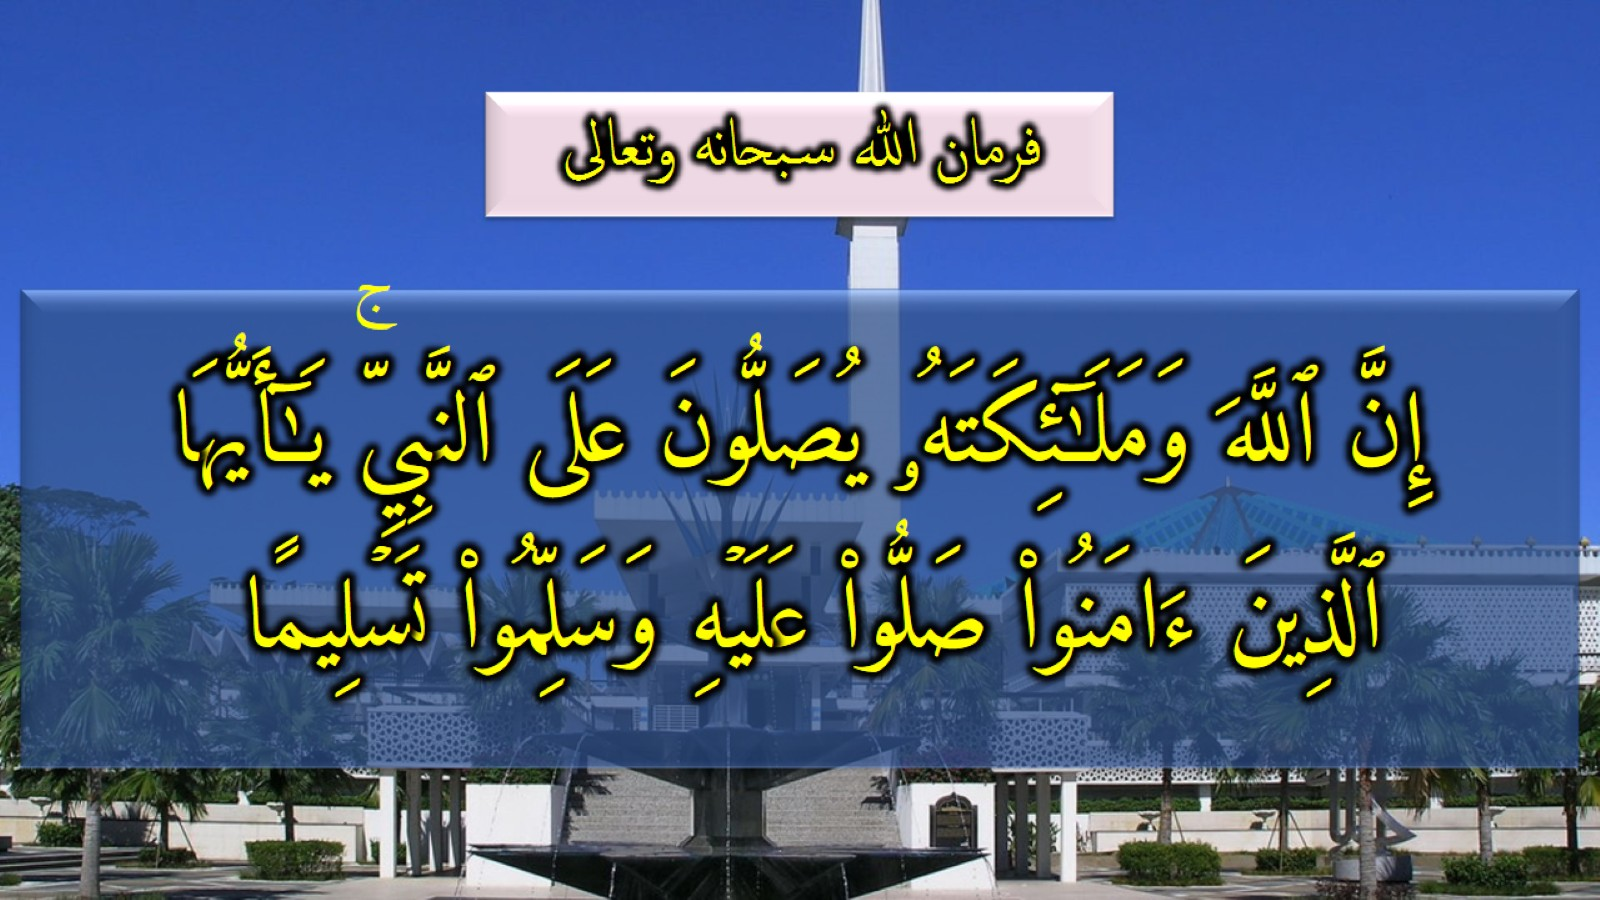 فرمان الله سبحانه وتعالى
إِنَّ ٱللَّهَ وَمَلَـٰٓئِكَتَهُۥ يُصَلُّونَ عَلَى ٱلنَّبِيِّ ۚ يَـٰٓأَيُّهَا
ٱلَّذِينَ ءَامَنُوا۟ صَلُّوا۟ عَلَيْهِ وَسَلِّمُوا۟ تَسْلِيمًا